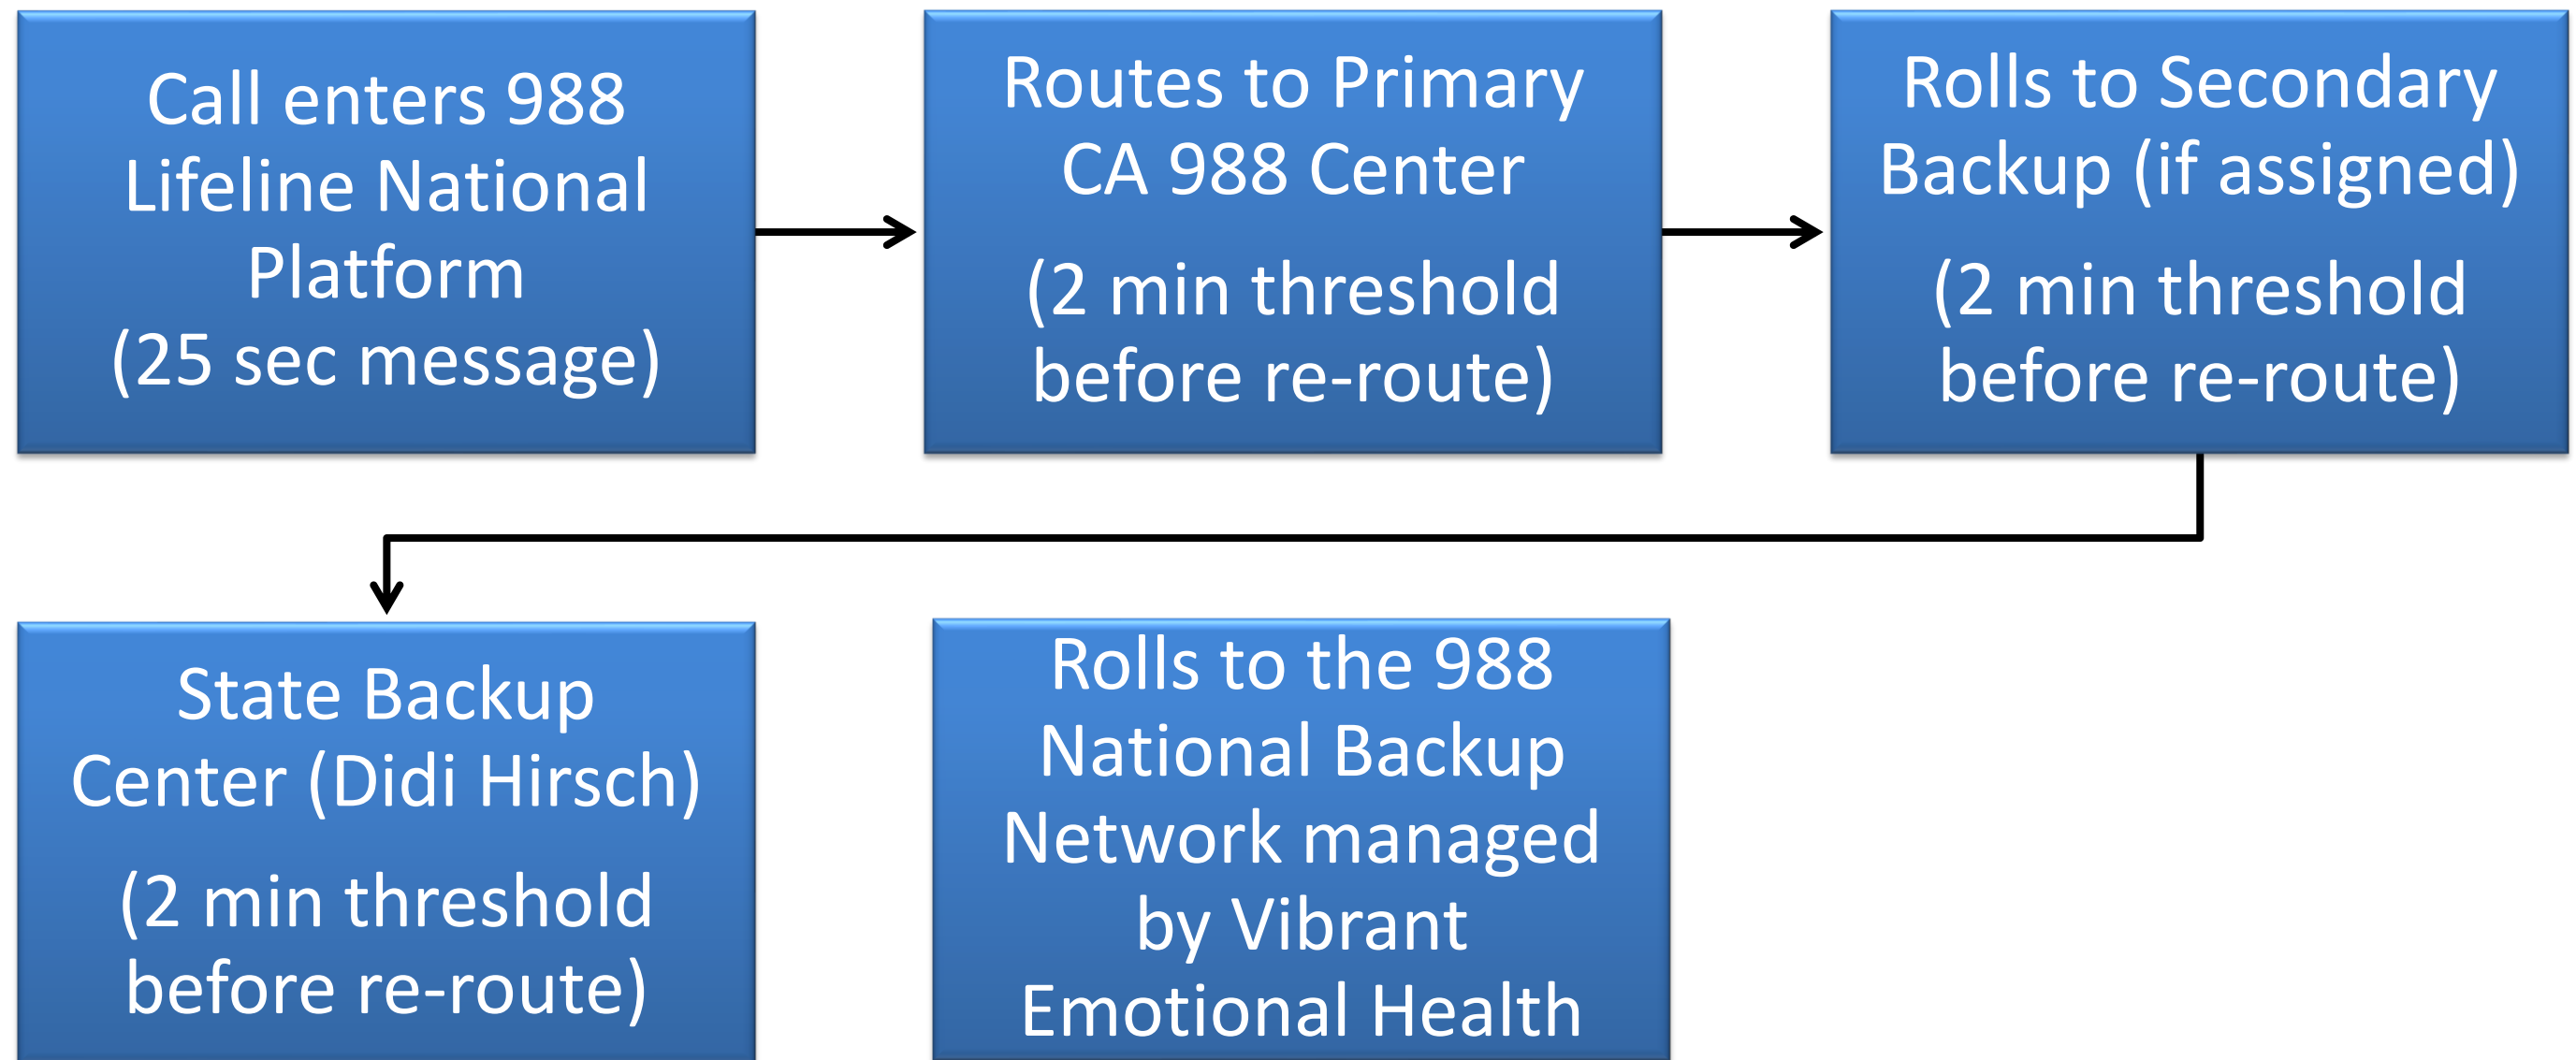 Call enters 988
Lifeline National
Platform
(25 sec message)
Routes to Primary
CA 988 Center
(2 min threshold
before re-route)
Rolls to Secondary
Backup (if assigned)
(2 min threshold
before re-route)
State Backup
Center (Didi Hirsch)
(2 min threshold
before re-route)
Rolls to the 988
National Backup
Network managed
by Vibrant
Emotional Health